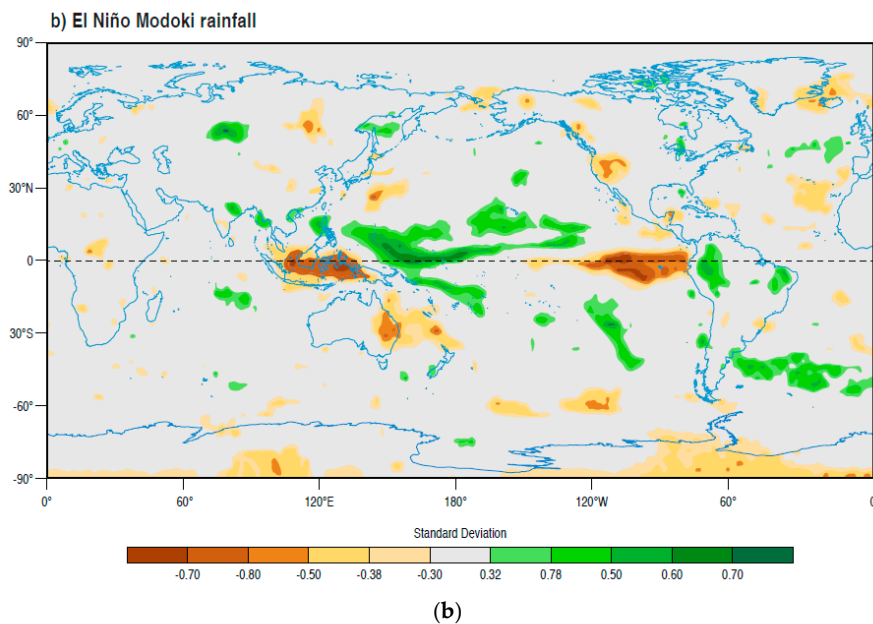 b) El Niño Modoki rainfall
90°
60°
30°N
0
30°S
-60°
-90°
0° 60° 120°E 180° 120°W 60° 0
Standard Deviation
-0.70 -0.80 -0.50 -0.38 -0.30 0.32 0.78 0.50 0.60 0.70
(b)